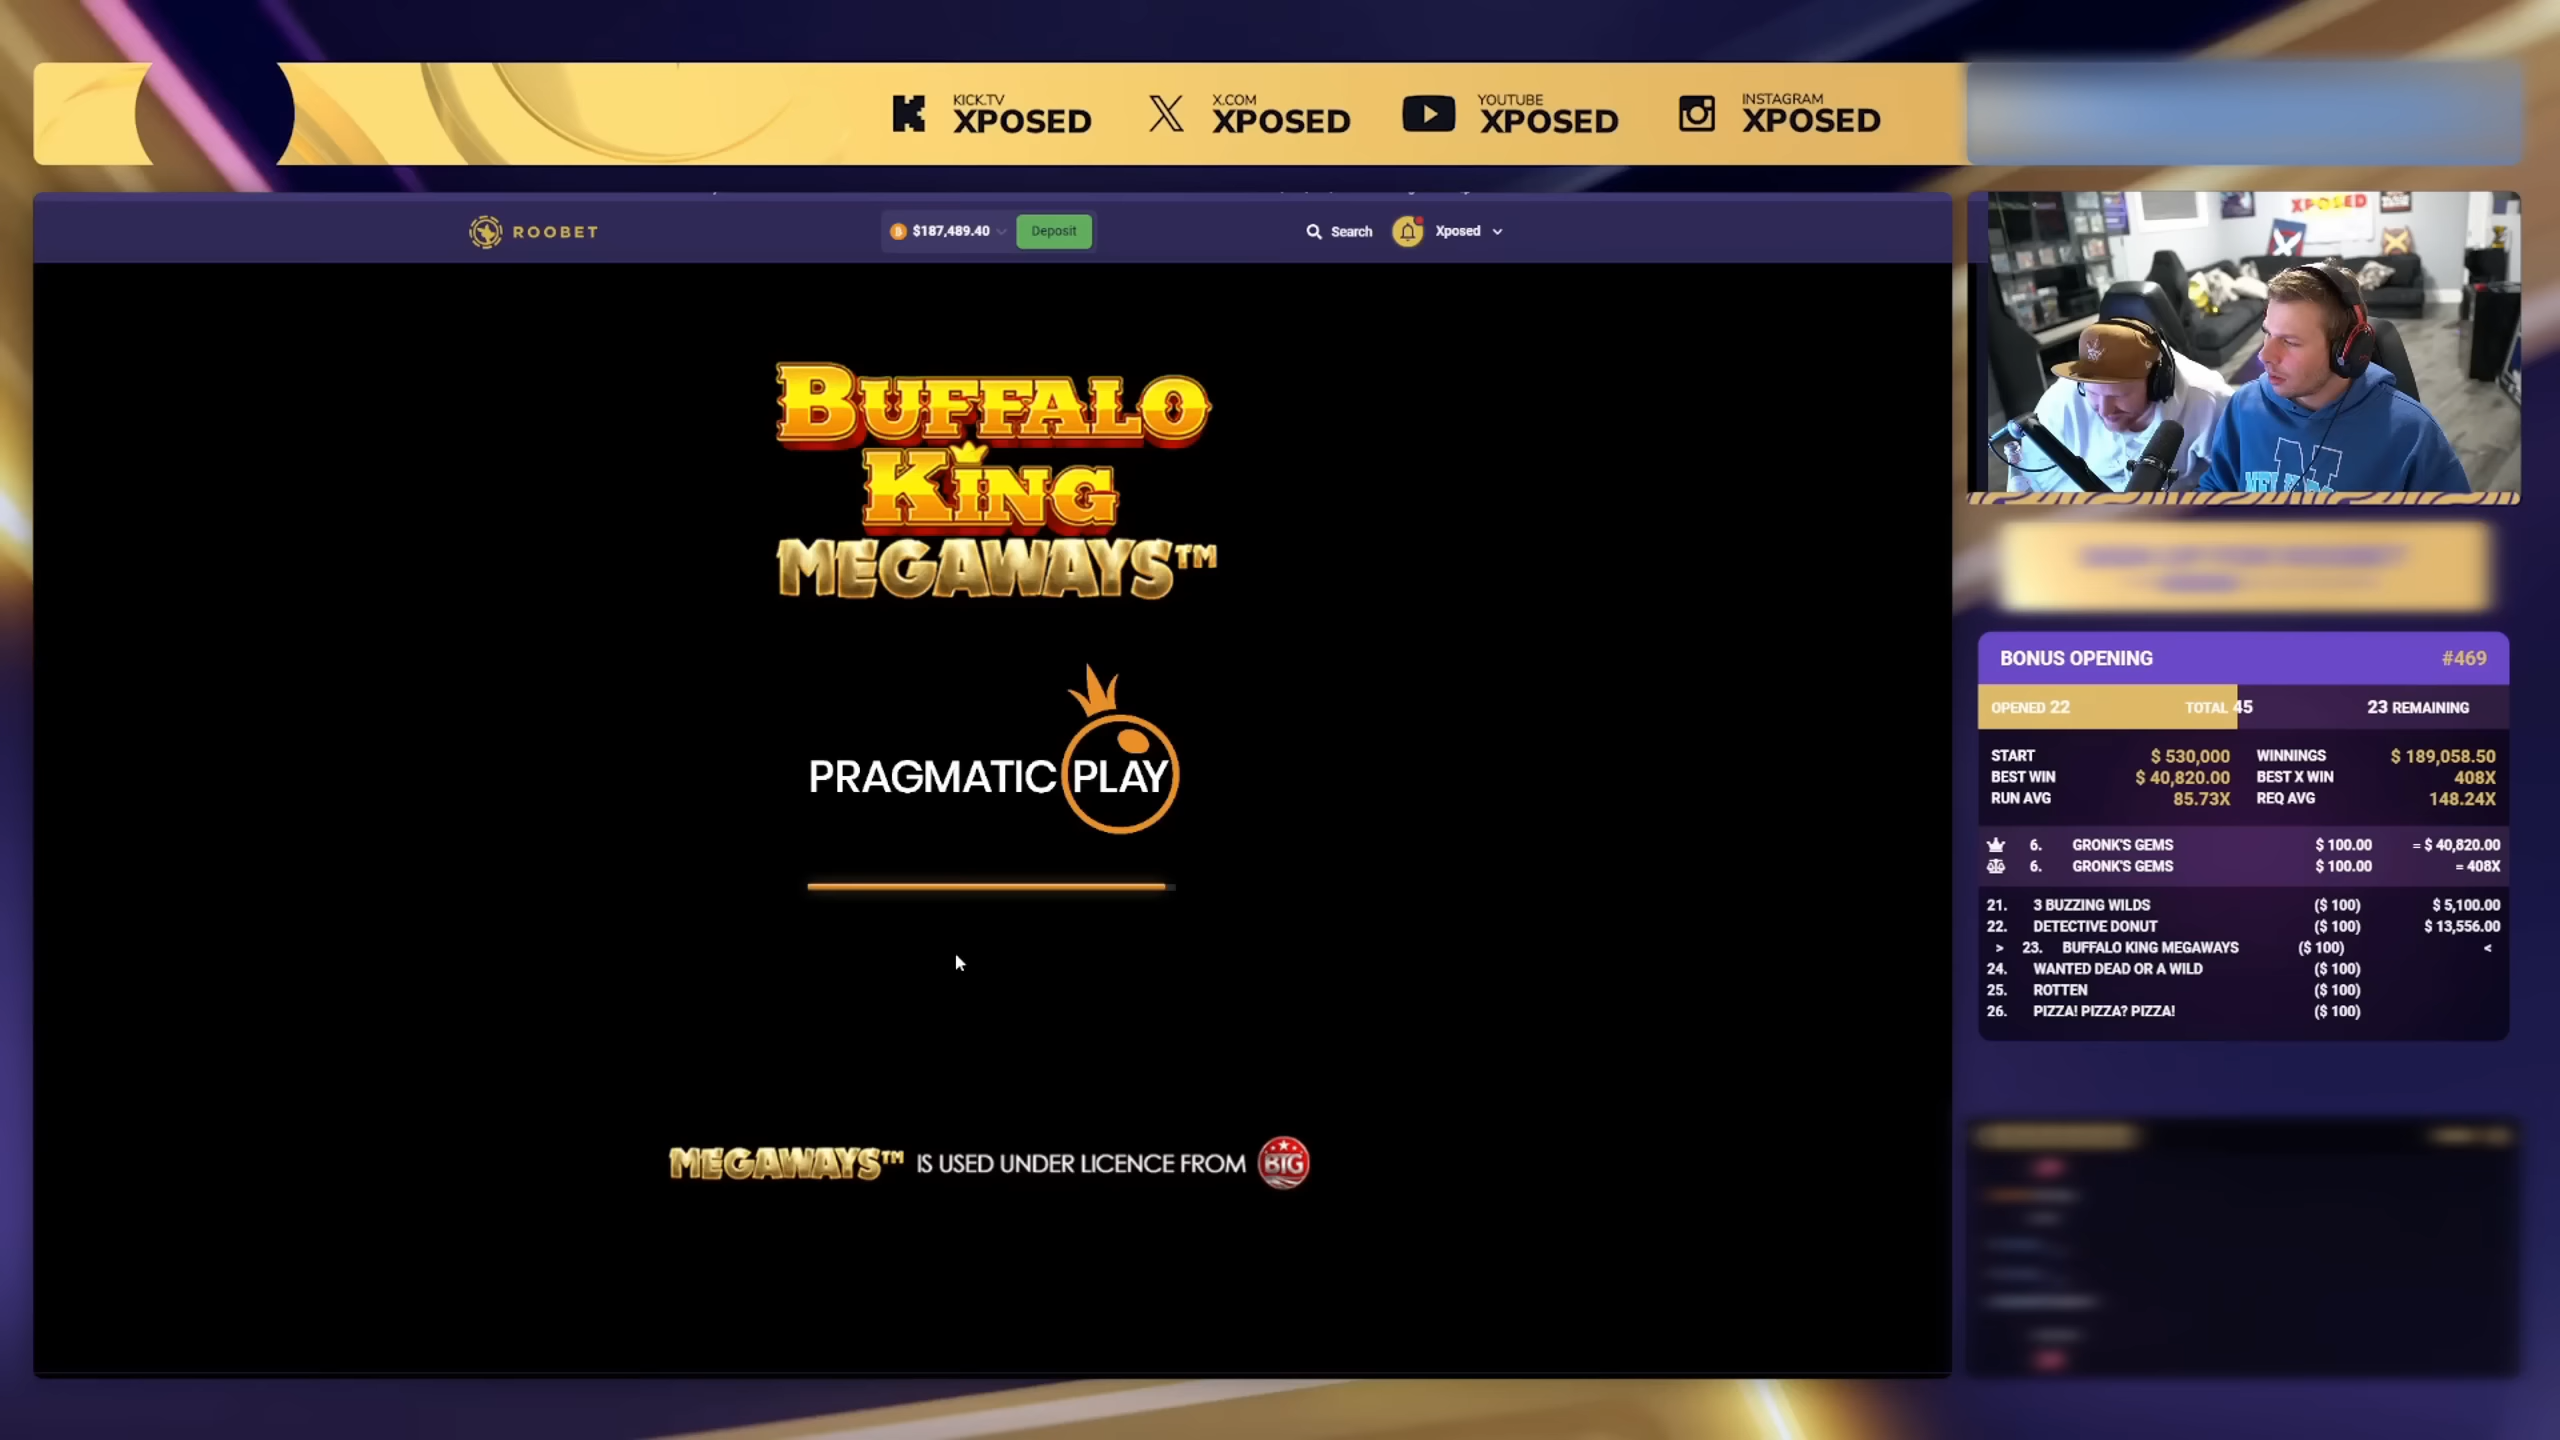 KICK.TV
XPOSED
X.COM
XPOSED
YOUTUBE
XPOSED
INSTAGRAM
XPOSED
ROOBET
$187,489.40
Deposit
Search
Xposed
XPOSED
BUFFALO
KING
MEGAWAYS™
PRAGMATIC PLAY
MEGAWAYS™ IS USED UNDER LICENCE FROM BIG
BONUS OPENING #469
OPENED 22 TOTAL 45 23 REMAINING
START $ 530,000 WINNINGS $ 189,058.50
BEST WIN $ 40,820.00 BEST X WIN 408X
RUN AVG 85.73X REQ AVG 148.24X
6. GRONK'S GEMS $ 100.00 = $ 40,820.00
6. GRONK'S GEMS $ 100.00 = 408X
21. 3 BUZZING WILDS ($ 100) $ 5,100.00
22. DETECTIVE DONUT ($ 100) $ 13,556.00
> 23. BUFFALO KING MEGAWAYS ($ 100) <
24. WANTED DEAD OR A WILD ($ 100)
25. ROTTEN ($ 100)
26. PIZZA! PIZZA? PIZZA! ($ 100)